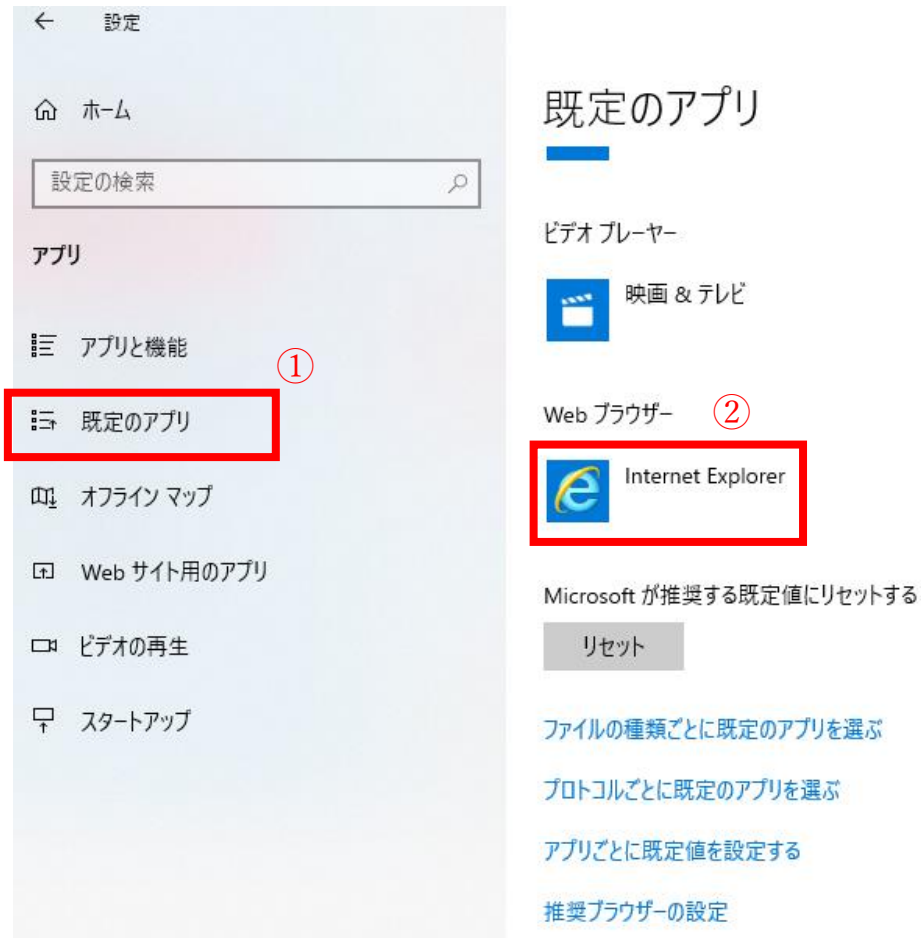 設定
ホーム
設定の検索
アプリ
アプリと機能
①
既定のアプリ
オフライン マップ
Web サイト用のアプリ
ビデオの再生
スタートアップ
既定のアプリ
ビデオ プレーヤー
映画 & テレビ
Web ブラウザー
②
Internet Explorer
Microsoft が推奨する既定値にリセットする
リセット
ファイルの種類ごとに既定のアプリを選ぶ
プロトコルごとに既定のアプリを選ぶ
アプリごとに既定値を設定する
推奨ブラウザーの設定